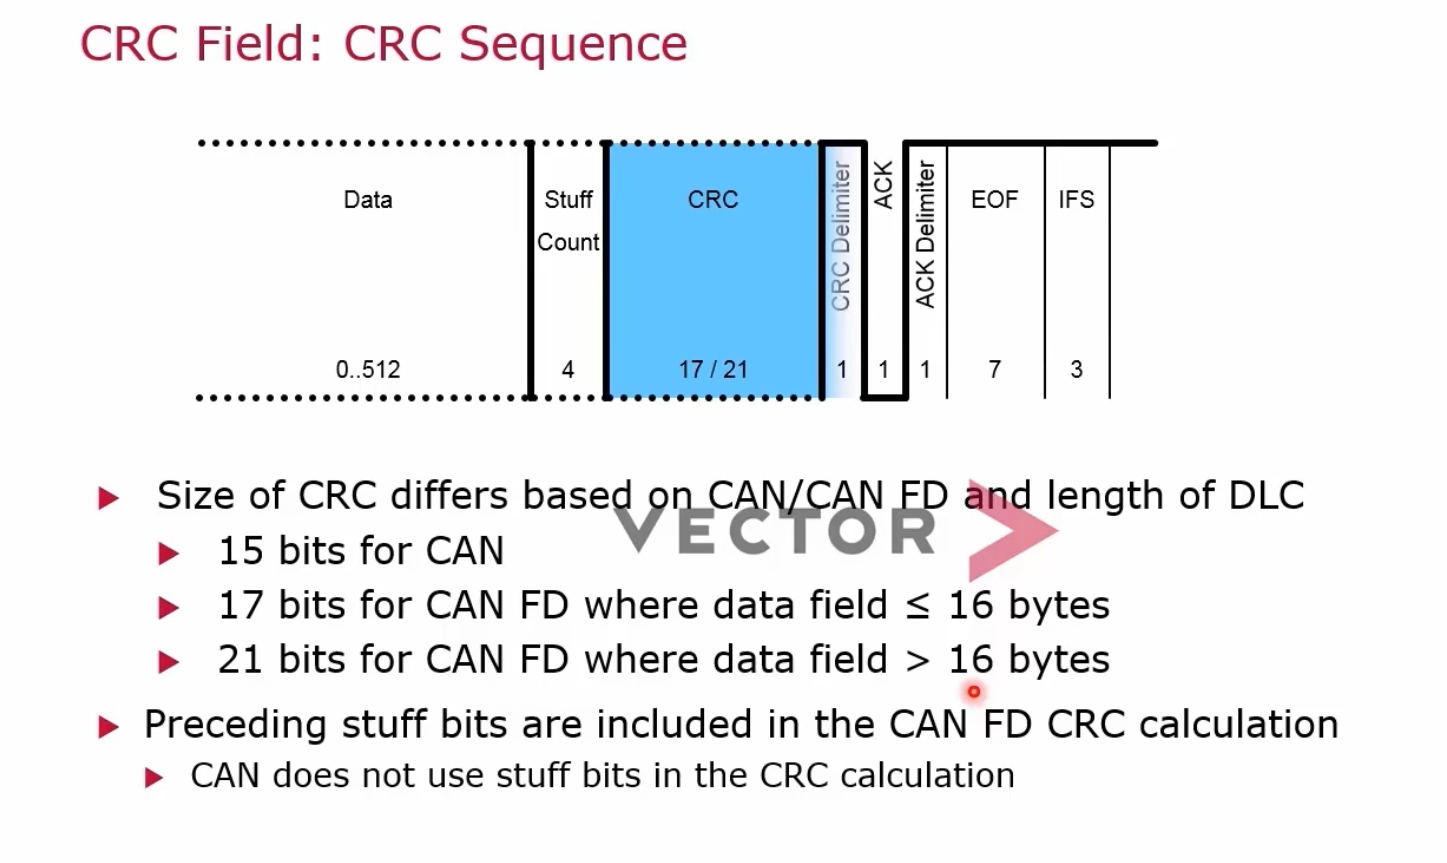 CRC Field: CRC Sequence
Data
Stuff
Count
CRC
CRC Delimiter
ACK
ACK Delimiter
EOF
IFS
0..512
4
17 / 21
1
1
1
7
3
Size of CRC differs based on CAN/CAN FD and length of DLC
VECTOR
15 bits for CAN
17 bits for CAN FD where data field ≤ 16 bytes
21 bits for CAN FD where data field > 16 bytes
Preceding stuff bits are included in the CAN FD CRC calculation
CAN does not use stuff bits in the CRC calculation